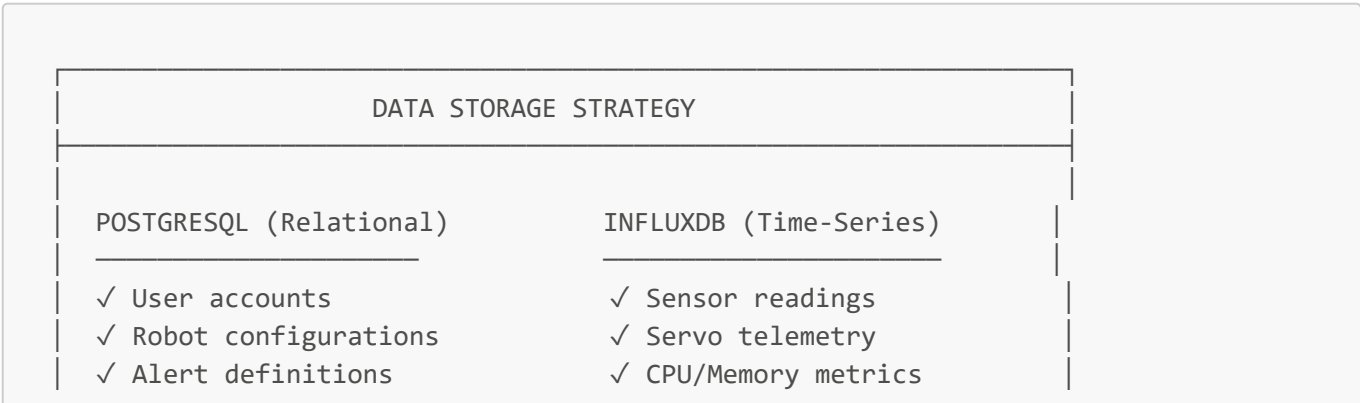 DATA STORAGE STRATEGY
POSTGRESQL (Relational) INFLUXDB (Time-Series)
✓ User accounts ✓ Sensor readings
✓ Robot configurations ✓ Servo telemetry
✓ Alert definitions ✓ CPU/Memory metrics